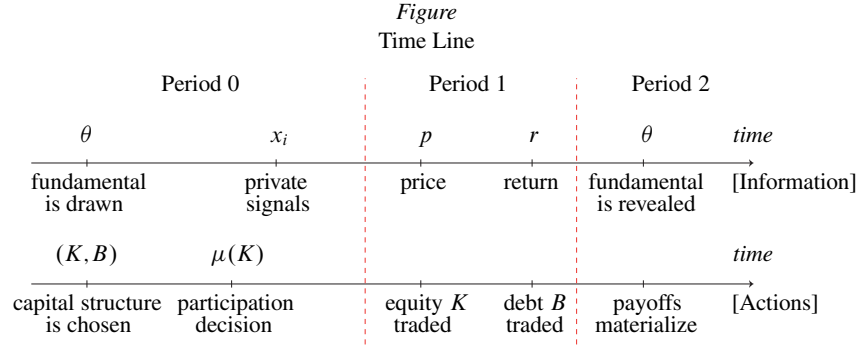 Figure
Time Line
Period 0 Period 1 Period 2
θ x_i p r θ time
fundamental private price return fundamental [Information]
is drawn signals is revealed
(K, B) μ(K) time
capital structure participation equity K debt B payoffs [Actions]
is chosen decision traded traded materialize